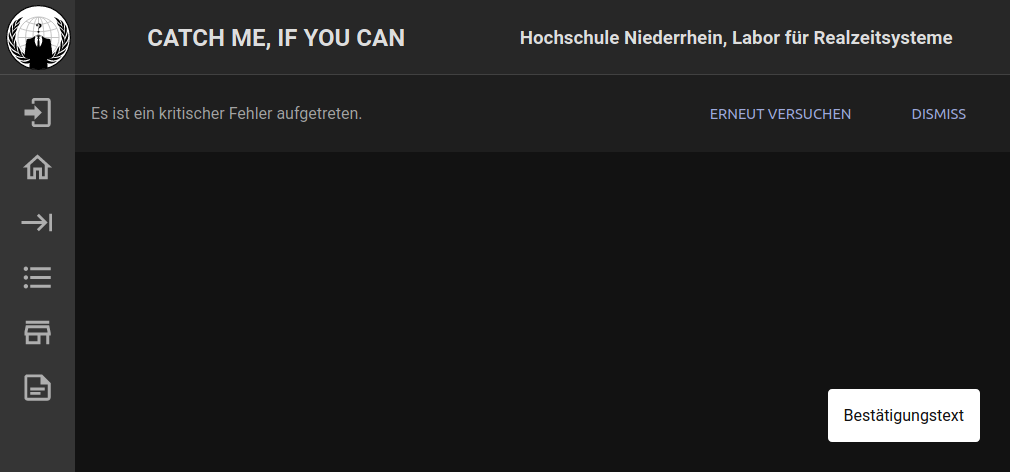 CATCH ME, IF YOU CAN
Hochschule Niederrhein, Labor für Realzeitsysteme
Es ist ein kritischer Fehler aufgetreten.
ERNEUT VERSUCHEN
DISMISS
Bestätigungstext